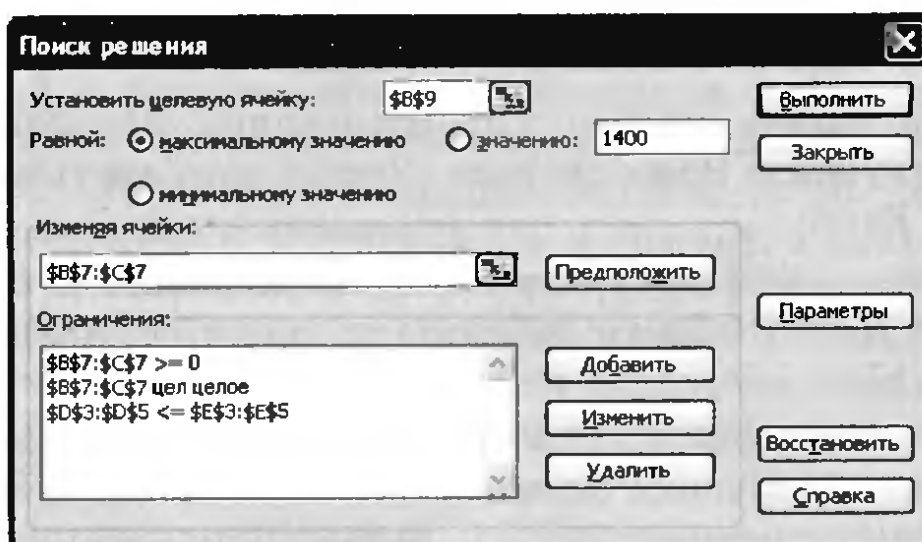 Поиск решения
Установить целевую ячейку: $B$9
Выполнить
Равной: максимальному значению значению: 1400
Закрыть
минимальному значению
Изменяя ячейки:
$B$7:$C$7
Предположить
Параметры
Ограничения:
$B$7:$C$7 >= 0
$B$7:$C$7 цел целое
$D$3:$D$5 <= $E$3:$E$5
Добавить
Изменить
Удалить
Восстановить
Справка